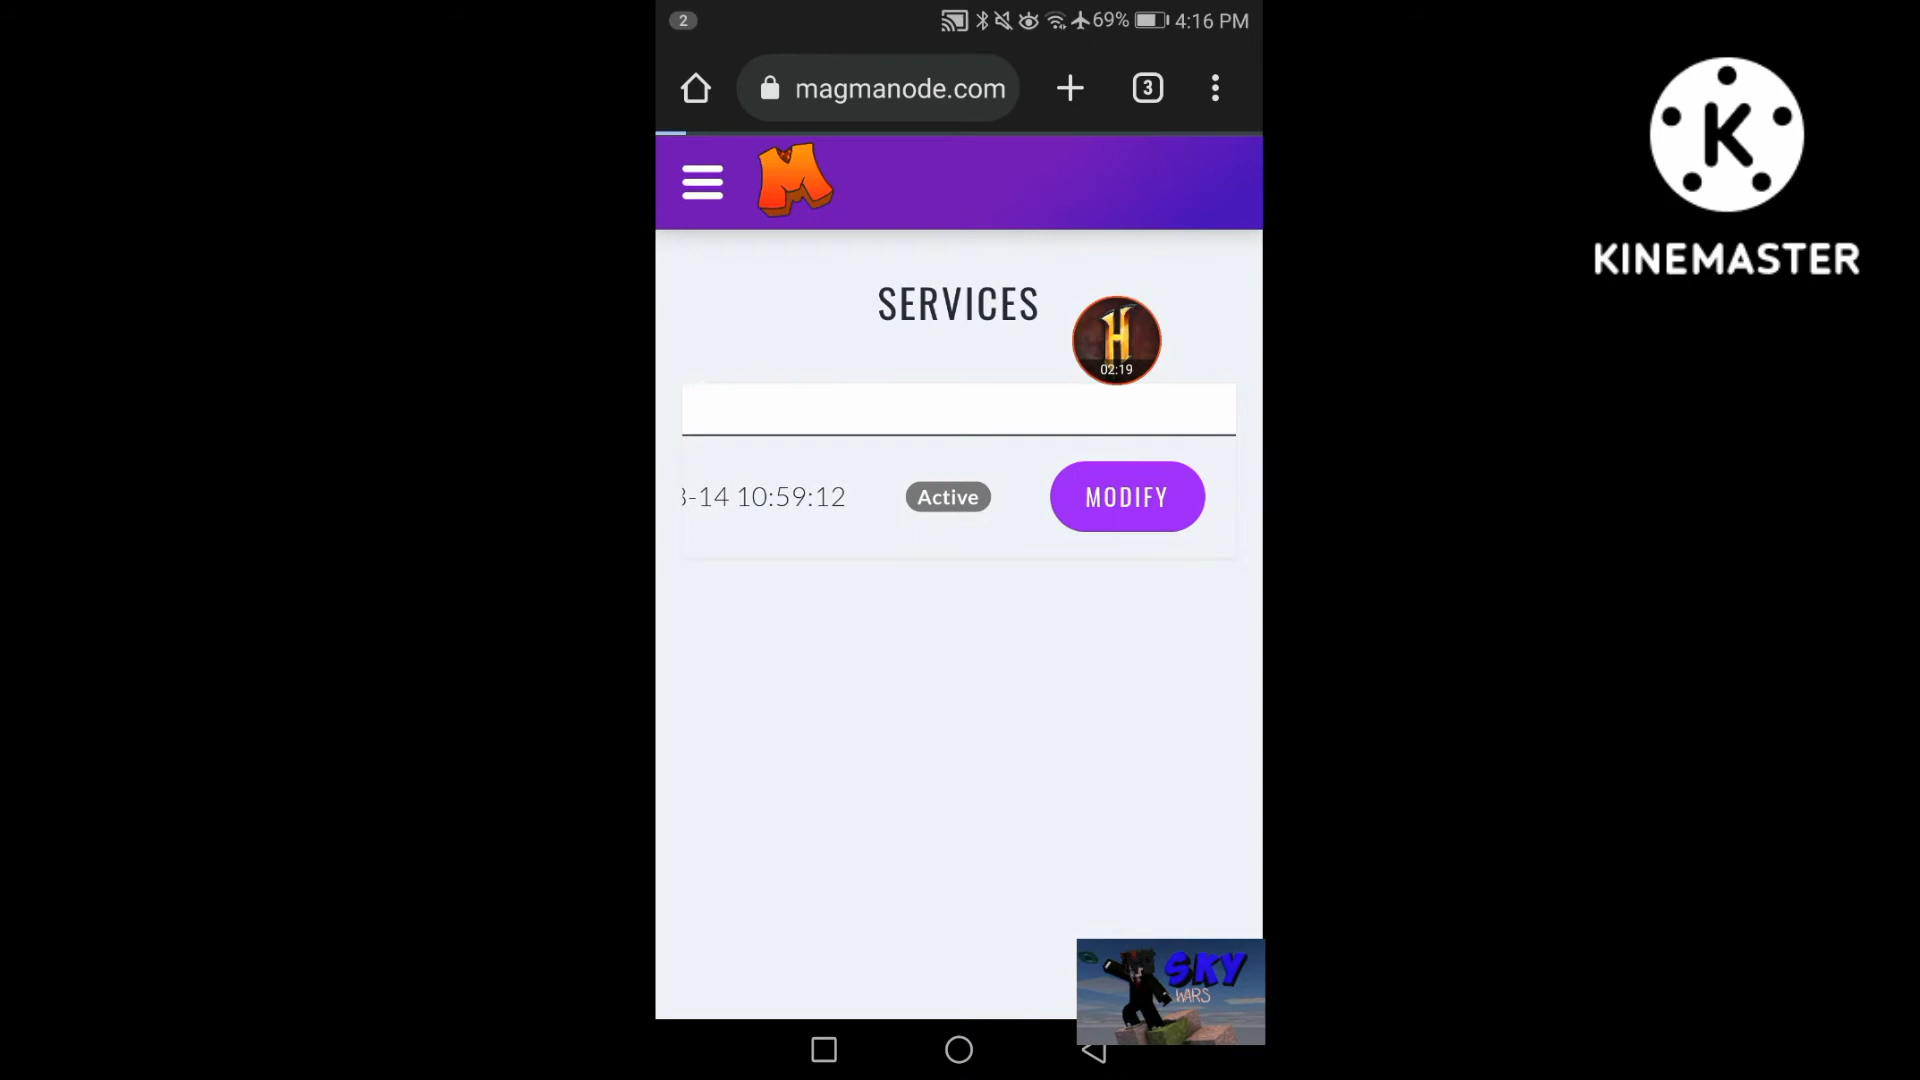 2
69% 4:16 PM
magmanode.com
3
M
SERVICES
H
02:19
3-14 10:59:12
Active
MODIFY
K
KINEMASTER
SKY
WARS